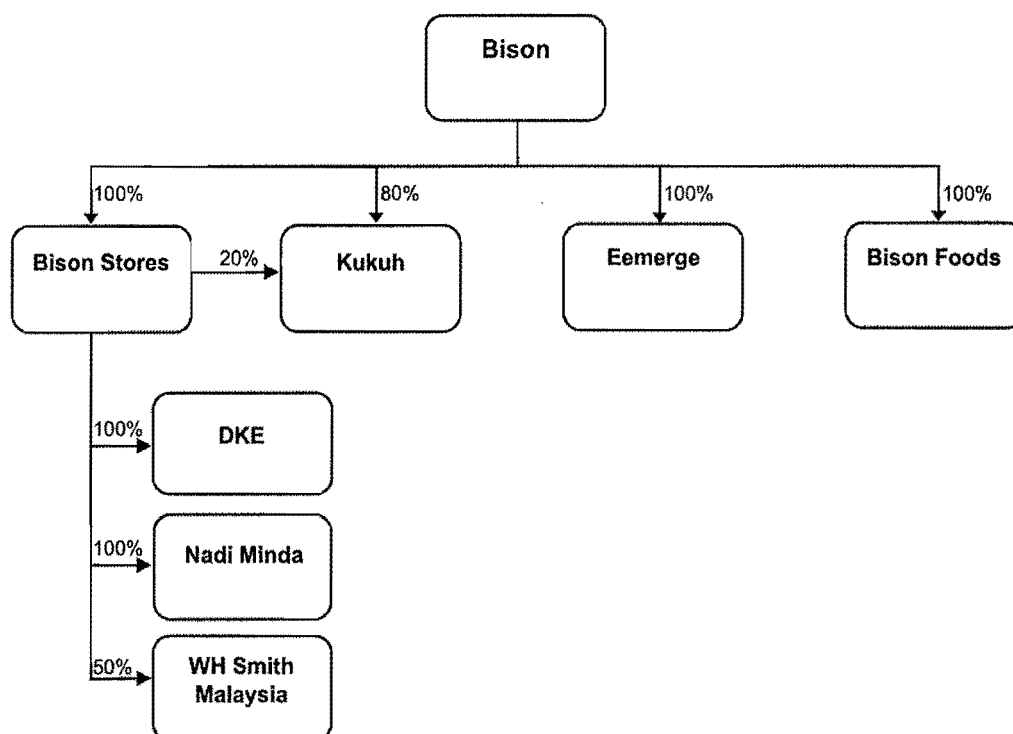 Bison
100%
80%
100%
100%
Bison Stores
20%
Kukuh
Eemerge
Bison Foods
100%
DKE
100%
Nadi Minda
50%
WH Smith
Malaysia